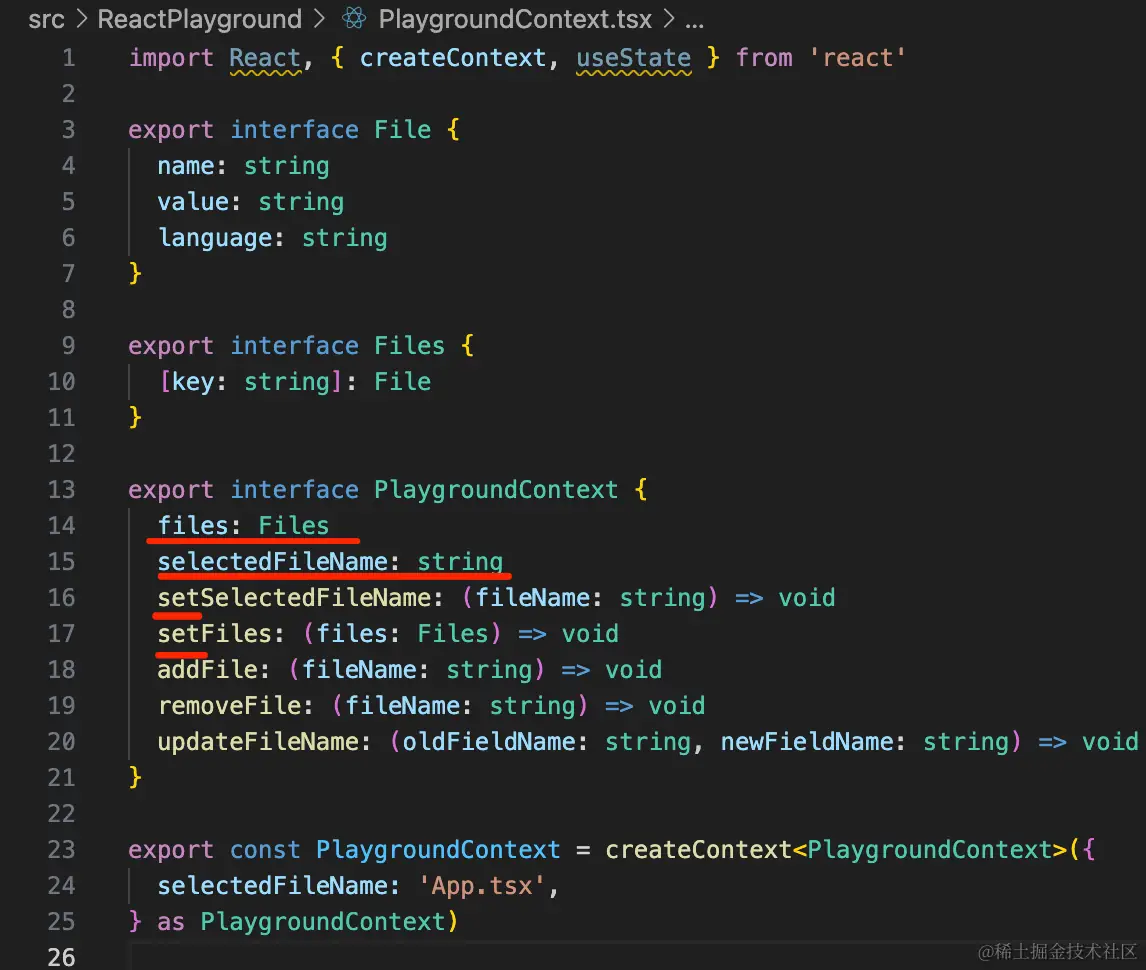 src > ReactPlayground > PlaygroundContext.tsx > ...
1 import React, { createContext, useState } from 'react'
2
3 export interface File {
4   name: string
5   value: string
6   language: string
7 }
8
9 export interface Files {
10   [key: string]: File
11 }
12
13 export interface PlaygroundContext {
14   files: Files
15   selectedFileName: string
16   setSelectedFileName: (fileName: string) => void
17   setFiles: (files: Files) => void
18   addFile: (fileName: string) => void
19   removeFile: (fileName: string) => void
20   updateFileName: (oldFieldName: string, newFieldName: string) => void
21 }
22
23 export const PlaygroundContext = createContext<PlaygroundContext>({
24   selectedFileName: 'App.tsx',
25 } as PlaygroundContext)
26
@稀土掘金技术社区